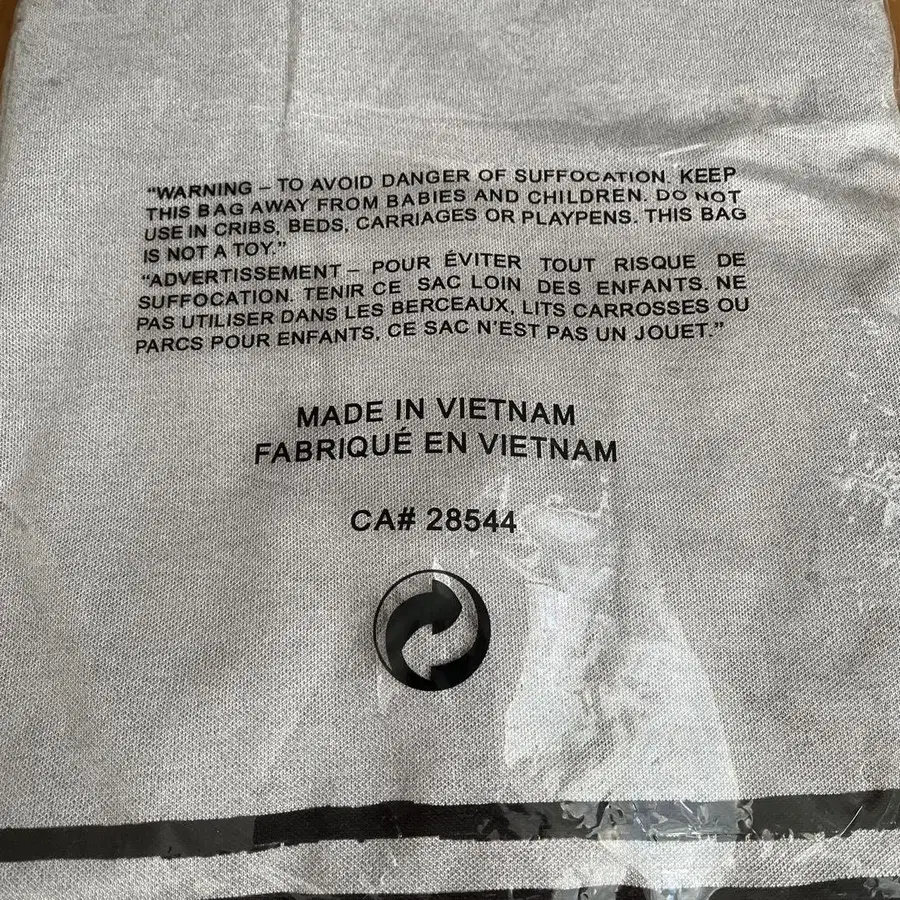 "WARNING – TO AVOID DANGER OF SUFFOCATION. KEEP
THIS BAG AWAY FROM BABIES AND CHILDREN. DO NOT
USE IN CRIBS, BEDS, CARRIAGES OR PLAYPENS. THIS BAG
IS NOT A TOY."
"ADVERTISSEMENT – POUR ÉVITER TOUT RISQUE DE
SUFFOCATION. TENIR CE SAC LOIN DES ENFANTS. NE
PAS UTILISER DANS LES BERCEAUX, LITS CARROSSES OU
PARCS POUR ENFANTS, CE SAC N'EST PAS UN JOUET."
MADE IN VIETNAM
FABRIQUÉ EN VIETNAM
CA# 28544